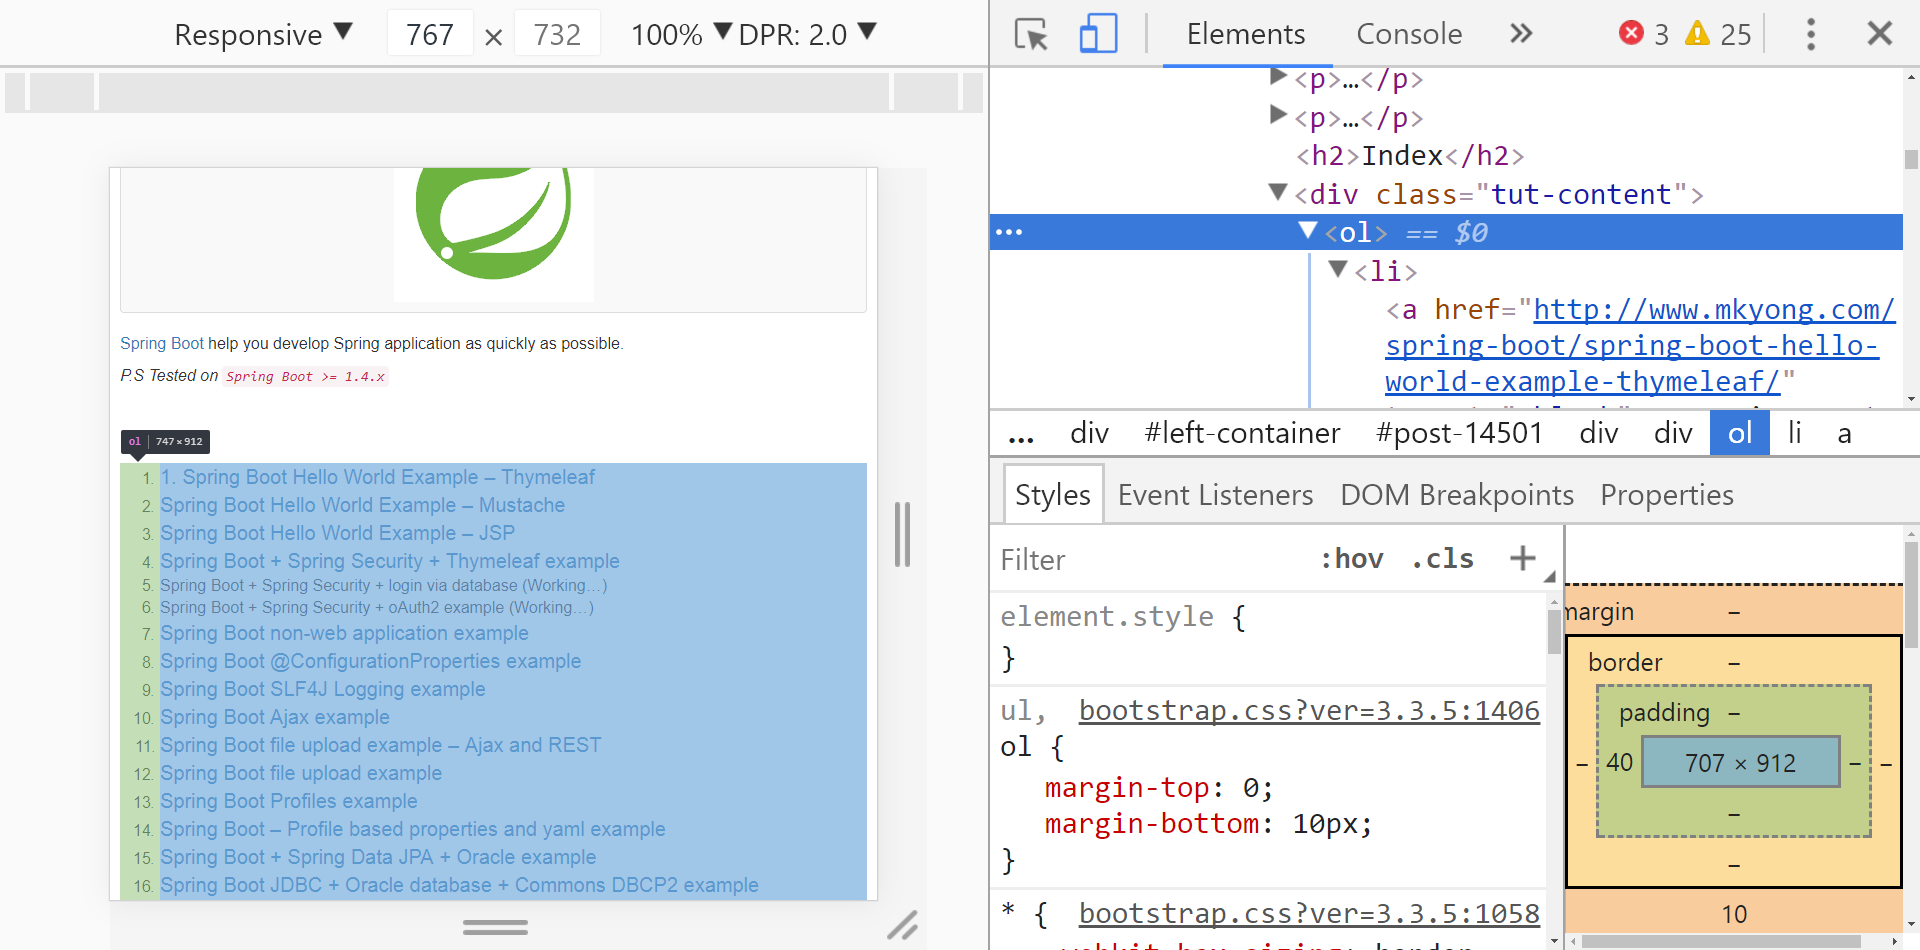 Responsive ▼ 767 × 732 100% ▼ DPR: 2.0 ▼
Spring Boot help you develop Spring application as quickly as possible.
P.S Tested on Spring Boot >= 1.4.x
ol | 747 × 912
1. 1. Spring Boot Hello World Example – Thymeleaf
2. Spring Boot Hello World Example – Mustache
3. Spring Boot Hello World Example – JSP
4. Spring Boot + Spring Security + Thymeleaf example
5. Spring Boot + Spring Security + login via database (Working...)
6. Spring Boot + Spring Security + oAuth2 example (Working...)
7. Spring Boot non-web application example
8. Spring Boot @ConfigurationProperties example
9. Spring Boot SLF4J Logging example
10. Spring Boot Ajax example
11. Spring Boot file upload example – Ajax and REST
12. Spring Boot file upload example
13. Spring Boot Profiles example
14. Spring Boot – Profile based properties and yaml example
15. Spring Boot + Spring Data JPA + Oracle example
16. Spring Boot JDBC + Oracle database + Commons DBCP2 example
Elements Console » 3 25
<p>…</p>
<p>…</p>
<h2>Index</h2>
<div class="tut-content">
… <ol> == $0
<li>
<a href="http://www.mkyong.com/
spring-boot/spring-boot-hello-
world-example-thymeleaf/"
... div #left-container #post-14501 div div ol li a
Styles Event Listeners DOM Breakpoints Properties
Filter :hov .cls +
element.style {
}
ul, bootstrap.css?ver=3.3.5:1406
ol {
margin-top: 0;
margin-bottom: 10px;
}
* { bootstrap.css?ver=3.3.5:1058
margin –
border –
padding –
– 40 707 × 912 – –
–
–
10